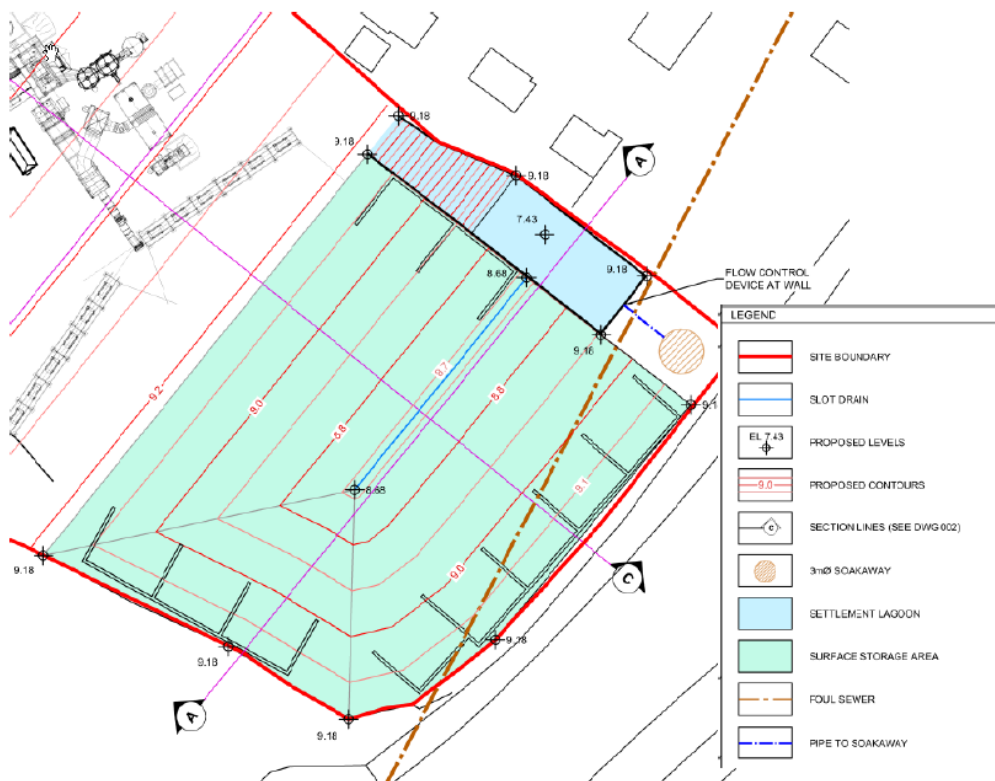 9.18
9.18
9.18
7.43
9.18
A
8.68
FLOW CONTROL
DEVICE AT WALL
9.18
9.1
8.7
8.8
9.2
9.0
8.8
9.1
8.68
9.0
9.18
C
9.18
A
9.18
LEGEND
SITE BOUNDARY
SLOT DRAIN
EL 7.43
PROPOSED LEVELS
9.0
PROPOSED CONTOURS
C
SECTION LINES (SEE DWG 002)
3mØ SOAKAWAY
SETTLEMENT LAGOON
SURFACE STORAGE AREA
FOUL SEWER
PIPE TO SOAKAWAY